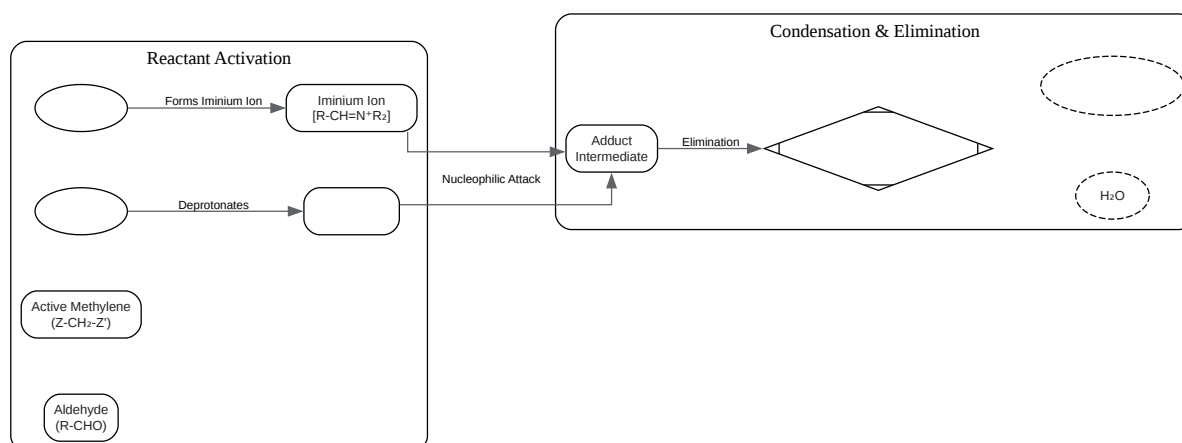 Reactant Activation
Forms Iminium Ion
Iminium Ion
[R-CH=N⁺R₂]
Deprotonates
Active Methylene
(Z-CH₂-Z')
Aldehyde
(R-CHO)
Nucleophilic Attack
Condensation & Elimination
Adduct
Intermediate
Elimination
H₂O